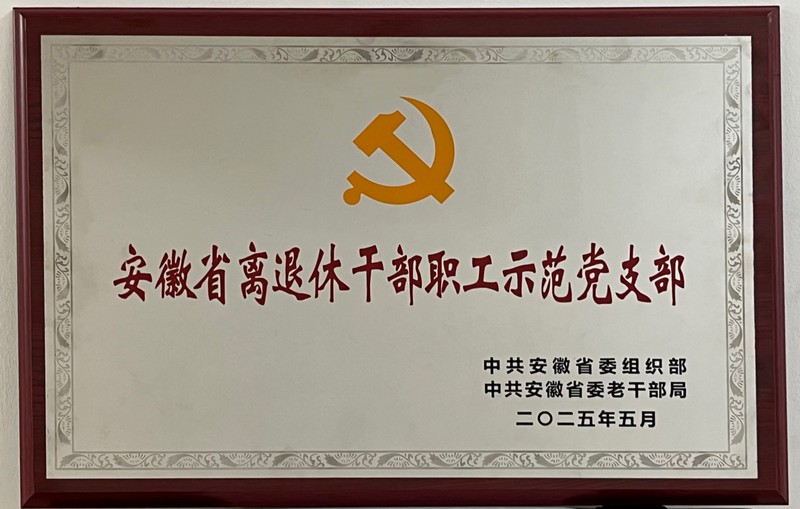 安徽省离退休干部职工示范党支部
中共安徽省委组织部
中共安徽省委老干部局
二〇二五年五月